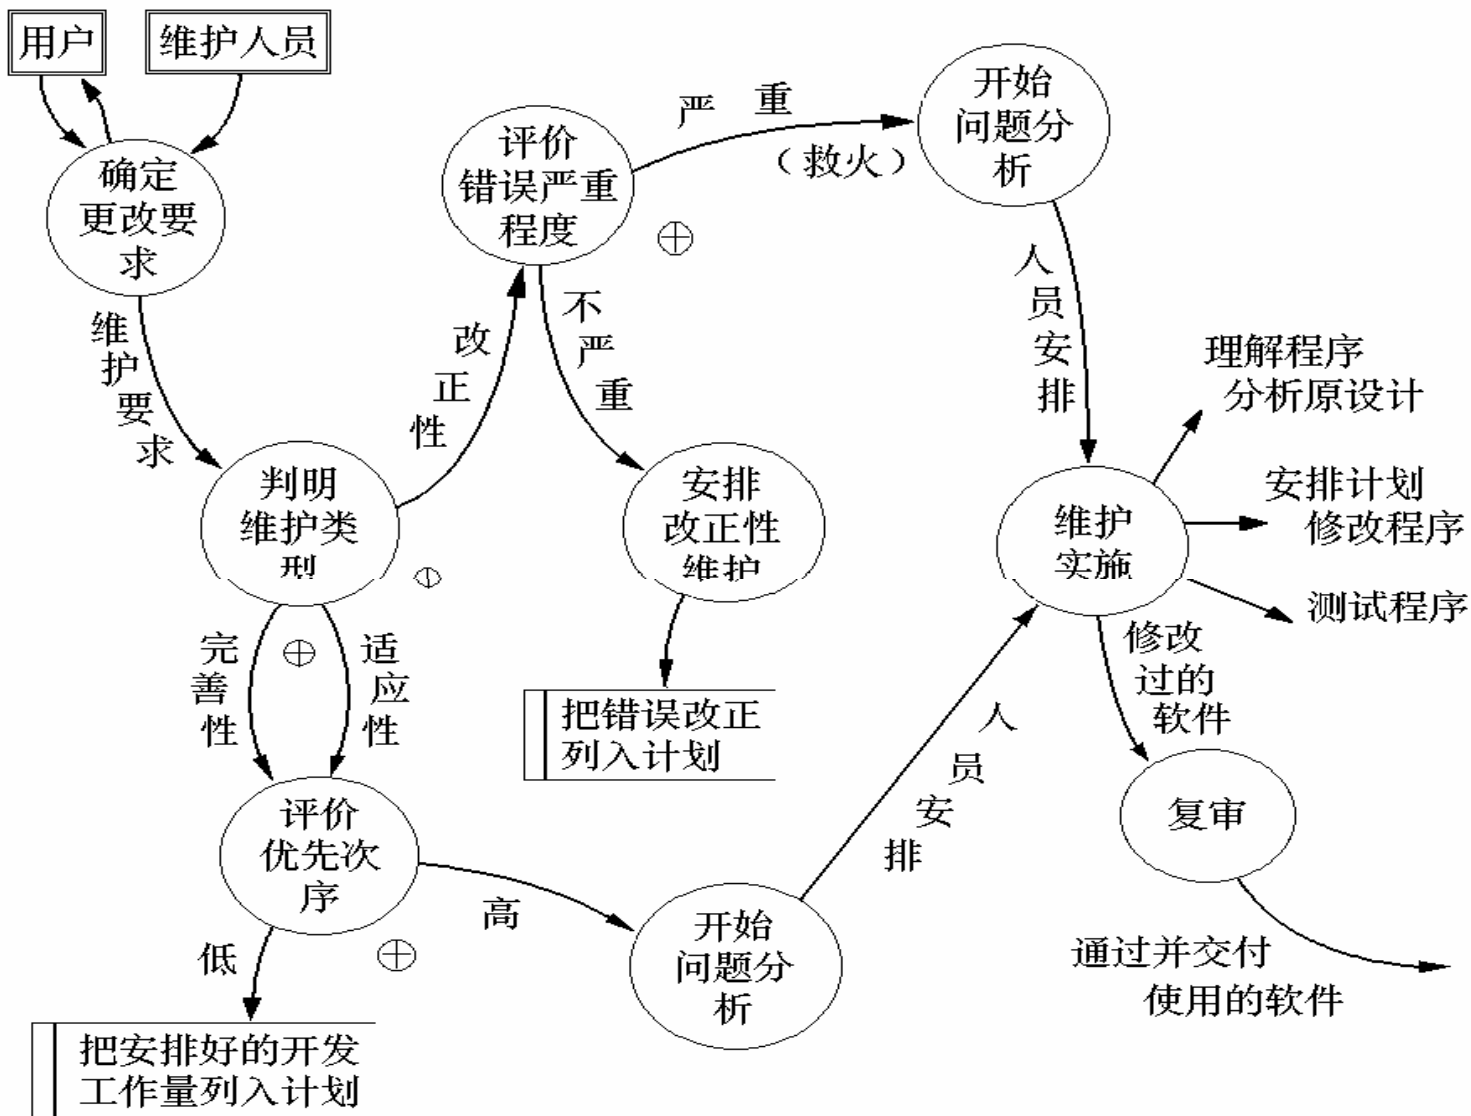 用户
维护人员
确定
更改要
求
维护要求
判明
维护类
型
改正性
评价
错误严重
程度
严重
（救火）
开始
问题分
析
不严重
安排
改正性
维护
把错误改正
列入计划
人员安排
完善性
适应性
评价
优先次
序
低
把安排好的开发
工作量列入计划
高
开始
问题分
析
人员安排
维护
实施
理解程序
分析原设计
安排计划
修改程序
测试程序
修改
过的
软件
复审
通过并交付
使用的软件